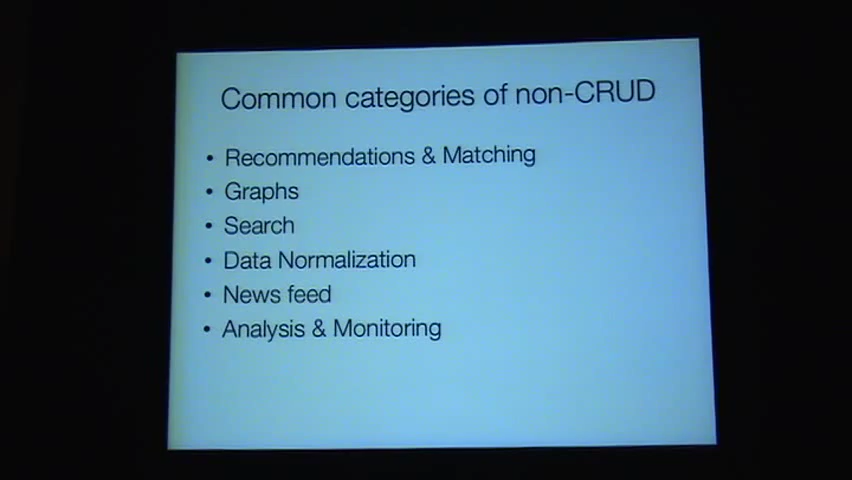 Common categories of non-CRUD
• Recommendations & Matching
• Graphs
• Search
• Data Normalization
• News feed
• Analysis & Monitoring